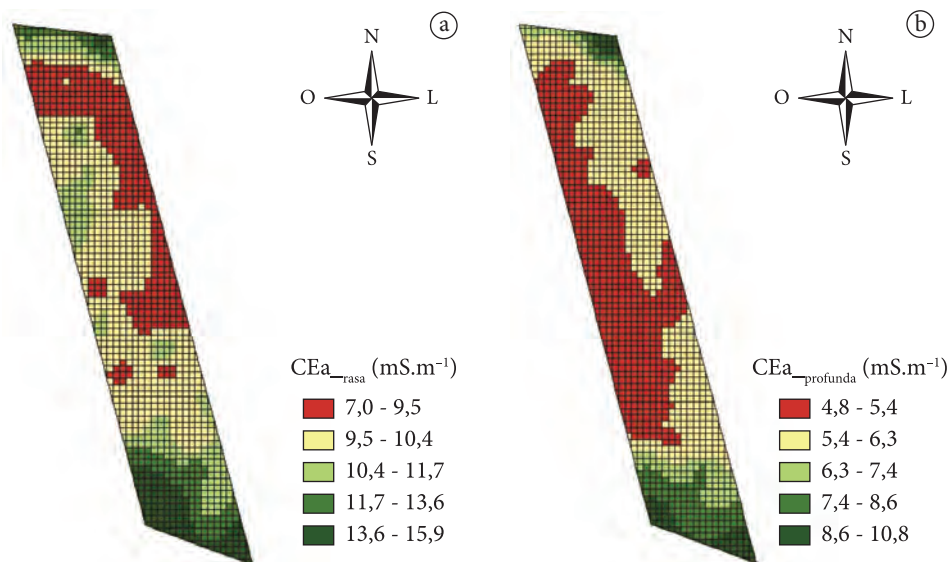 a
N
O L
S
CEa_rasa (mS.m⁻¹)
7,0 - 9,5
9,5 - 10,4
10,4 - 11,7
11,7 - 13,6
13,6 - 15,9
b
N
O L
S
CEa_profunda (mS.m⁻¹)
4,8 - 5,4
5,4 - 6,3
6,3 - 7,4
7,4 - 8,6
8,6 - 10,8